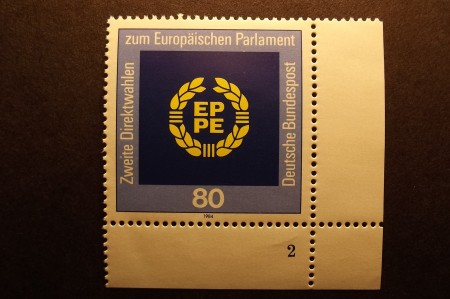 Zweite Direktwahlen
zum Europäischen Parlament
Deutsche Bundespost
EP
PE
80
1984
2